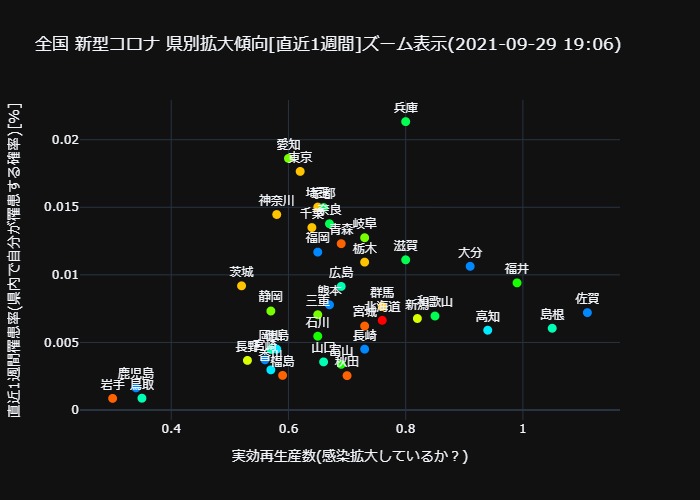 全国 新型コロナ 県別拡大傾向[直近1週間]ズーム表示(2021-09-29 19:06)
直近1週間罹患率(県内で自分が罹患する確率)[%]
0.02
0.015
0.01
0.005
0
兵庫
愛知
東京
神奈川
千葉
奈良
青森
岐阜
福岡
栃木
滋賀
大分
茨城
広島
福井
静岡
熊本
群馬
三重
北海道
新潟
和歌山
佐賀
石川
宮城
高知
島根
長崎
長野
山口
富山
福島
秋田
鹿児島
岩手
鳥取
0.4
0.6
0.8
1
実効再生産数(感染拡大しているか？)